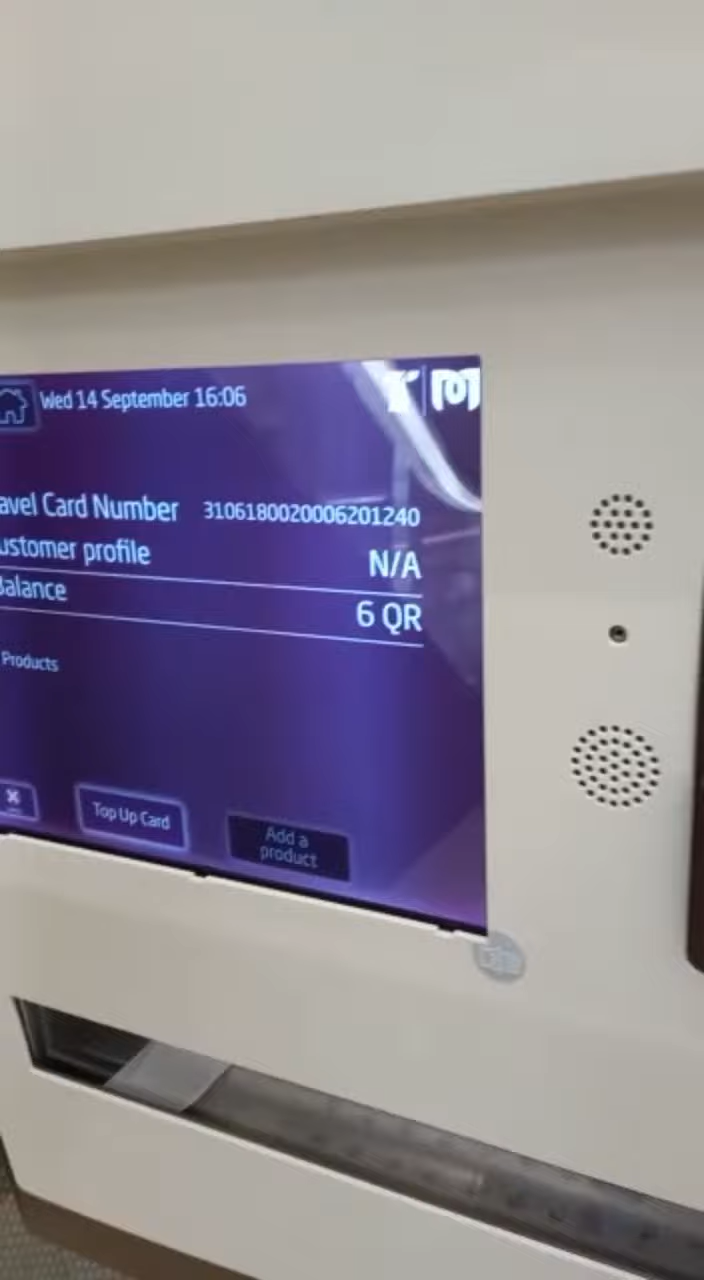 Wed 14 September 16:06
avel Card Number 3106180020006201240
ustomer profile N/A
Balance 6 QR
Products
Top Up Card
Add a
product